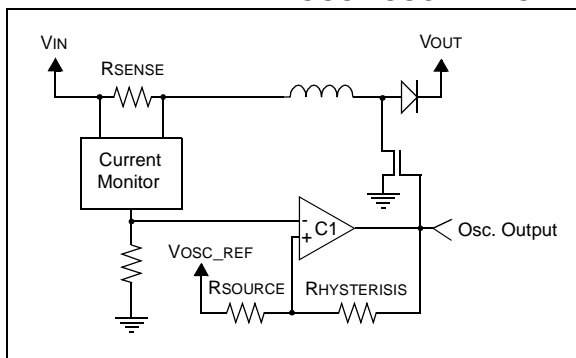 VIN
VOUT
RSENSE
Current
Monitor
-
+
C1
Osc. Output
VOSC_REF
RSOURCE
RHYSTERISIS